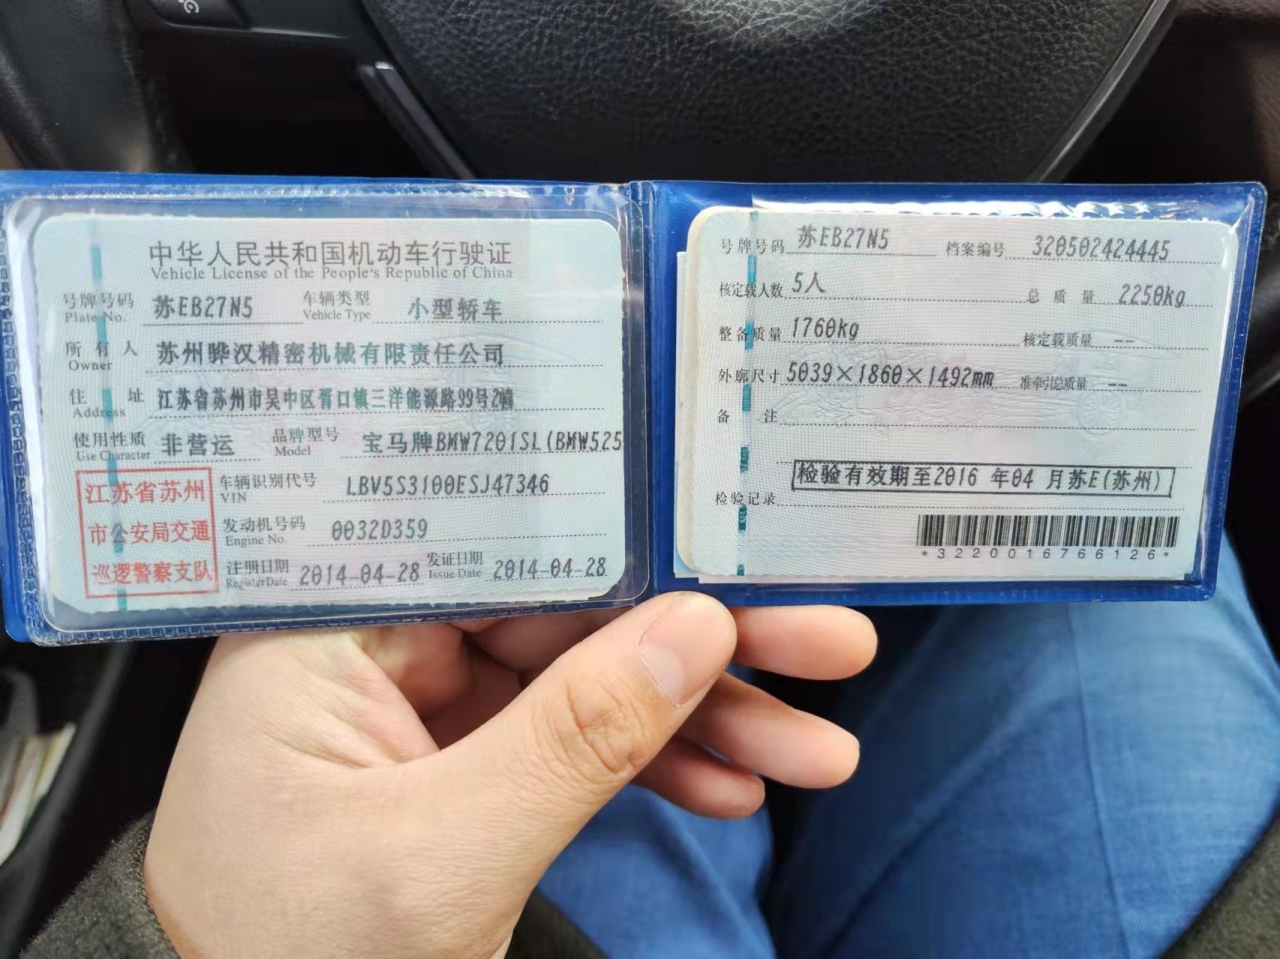 中华人民共和国机动车行驶证
Vehicle License of the People's Republic of China
号牌号码 苏EB27N5 车辆类型 小型轿车
Plate No. Vehicle Type
所有人 苏州骅汉精密机械有限责任公司
Owner
住址 江苏省苏州市吴中区胥口镇三洋能源路99号2幢
Address
使用性质 非营运 品牌型号 宝马牌BMW7201SL(BMW525
Use Character Model
江苏省苏州
市公安局交通
巡逻警察支队
车辆识别代号 LBV5S3100ESJ47346
VIN
发动机号码 0032D359
Engine No.
注册日期 2014-04-28 发证日期 2014-04-28
Register Date Issue Date
号牌号码 苏EB27N5 档案编号 320502424445
核定载人数 5人 总质量 2250kg
整备质量 1760kg 核定载质量 --
外廓尺寸 5039×1860×1492mm 准牵引总质量 --
备注
检验有效期至2016 年04 月苏E(苏州)
检验记录
*3220016766126*